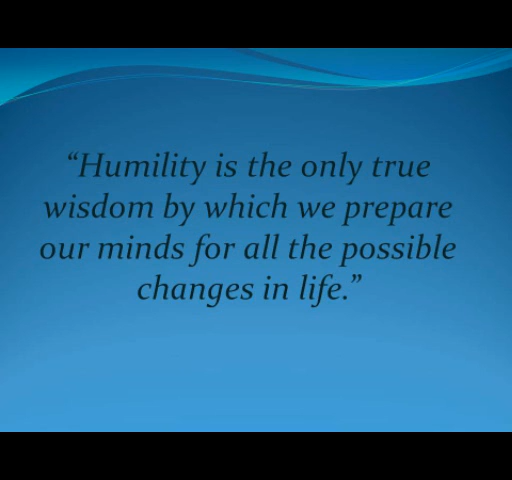 “Humility is the only true
wisdom by which we prepare
our minds for all the possible
changes in life.”